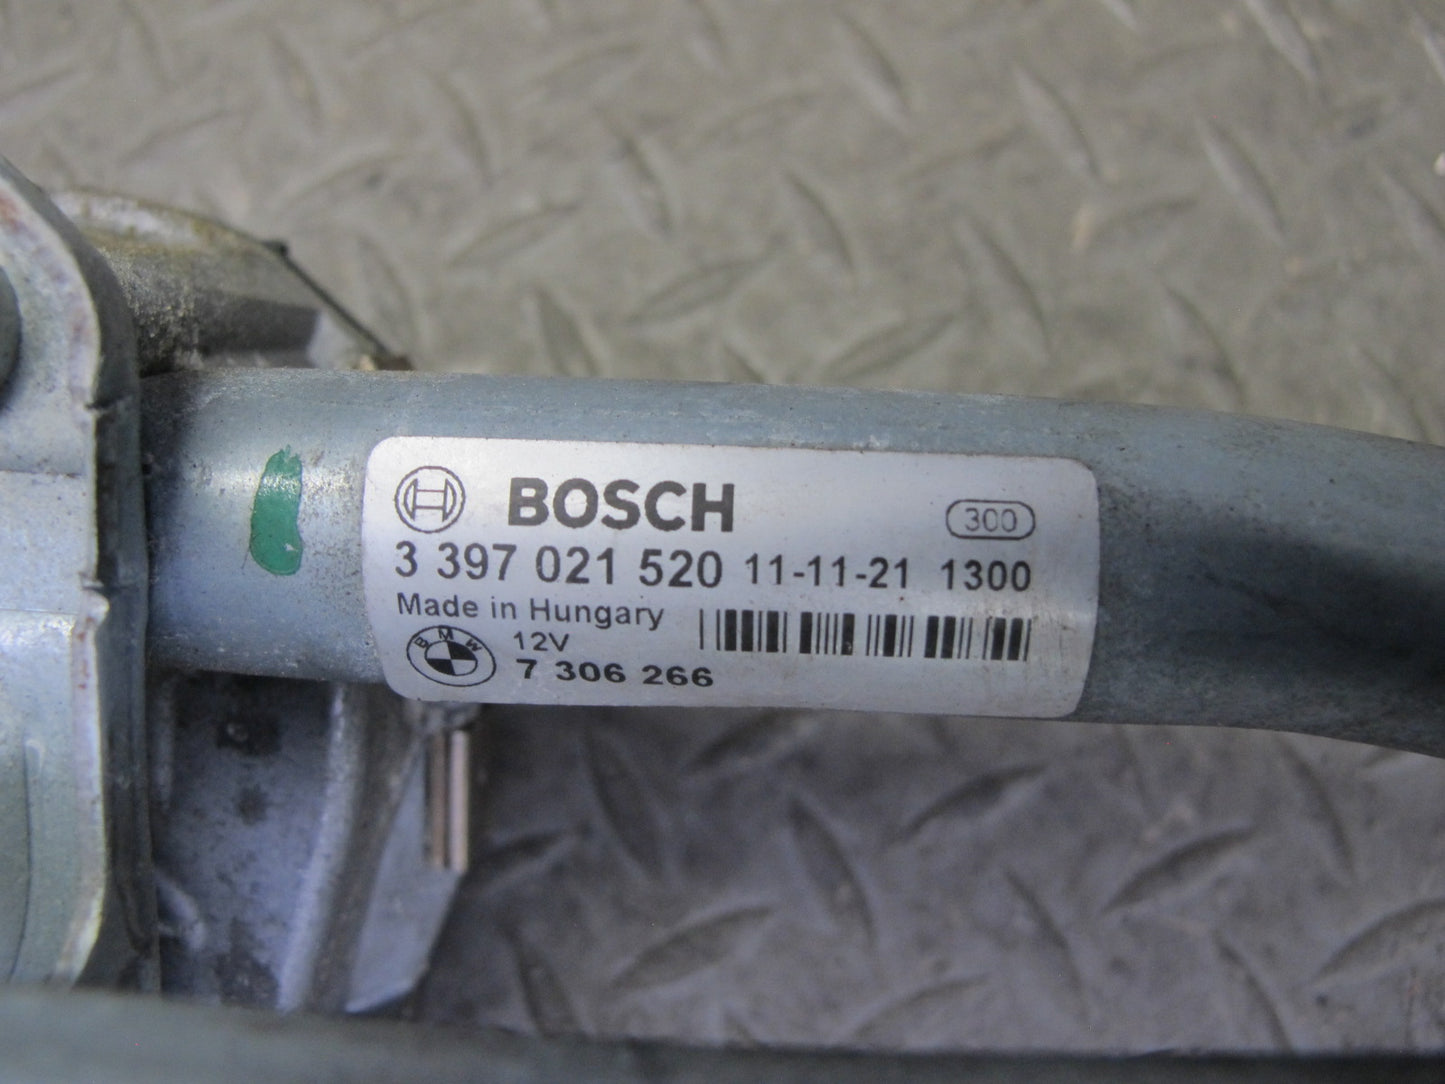 BOSCH 300
3 397 021 520 11-11-21 1300
Made in Hungary
12V
BMW 7 306 266